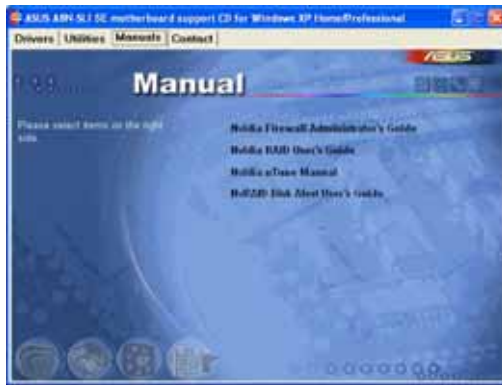 ASUS A8N-SLI SE motherboard support CD for Windows XP Home/Professional
Drivers Utilities Manuals Contact
ASUS
Manual
Please select items on the right
side.
NVidia Firewall Administrator's Guide
NVidia RAID User's Guide
NVidia nTune Manual
NvRAID Disk Alert User's Guide